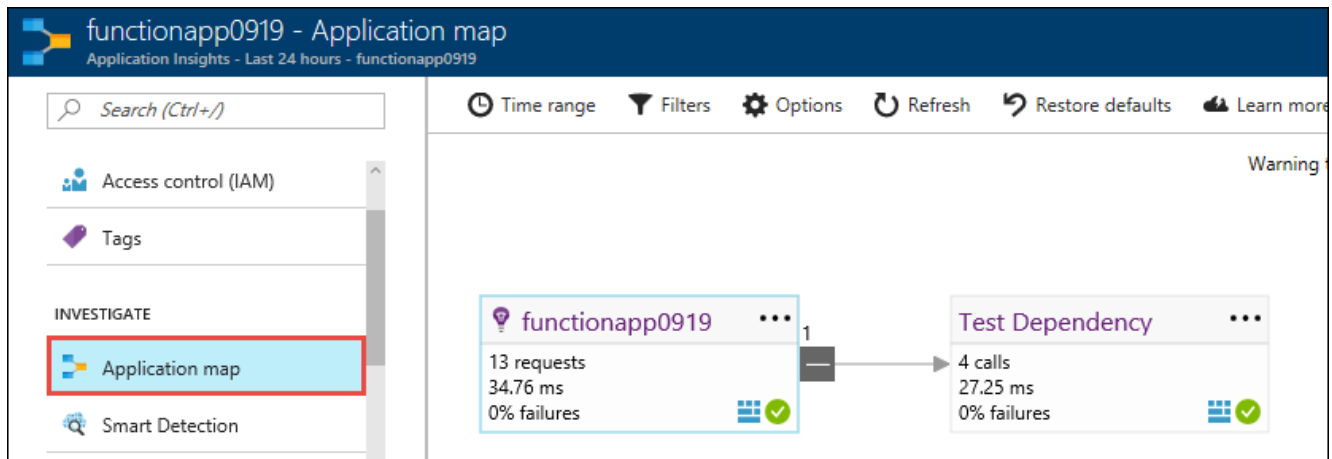 functionapp0919 - Application map
Application Insights - Last 24 hours - functionapp0919
Search (Ctrl+/)
Access control (IAM)
Tags
INVESTIGATE
Application map
Smart Detection
Time range Filters Options Refresh Restore defaults Learn more
Warning
functionapp0919 •••
1
13 requests
34.76 ms
0% failures
Test Dependency •••
4 calls
27.25 ms
0% failures